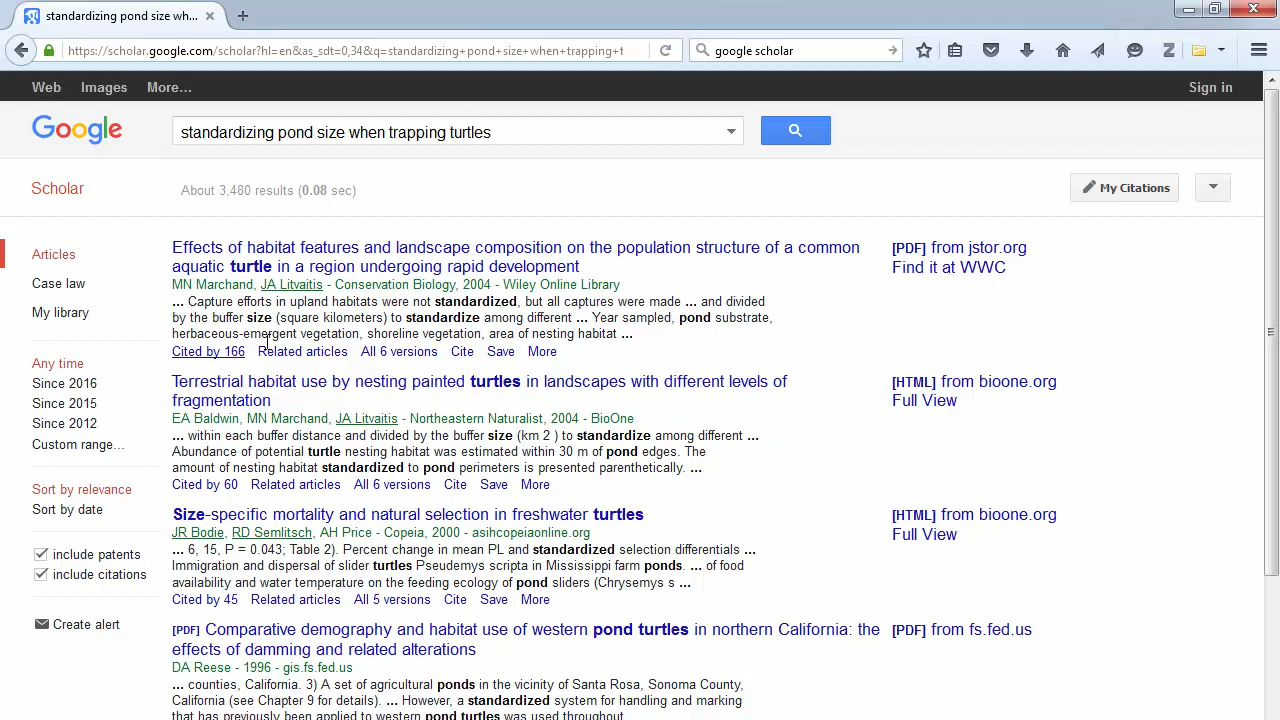 standardizing pond size wh...
https://scholar.google.com/scholar?hl=en&as_sdt=0,34&q=standardizing+pond+size+when+trapping+t
google scholar
Web Images More... Sign in
Google standardizing pond size when trapping turtles
Scholar About 3,480 results (0.08 sec) My Citations
Articles
Case law
My library
Any time
Since 2016
Since 2015
Since 2012
Custom range...
Sort by relevance
Sort by date
include patents
include citations
Create alert
Effects of habitat features and landscape composition on the population structure of a common
aquatic turtle in a region undergoing rapid development
MN Marchand, JA Litvaitis - Conservation Biology, 2004 - Wiley Online Library
... Capture efforts in upland habitats were not standardized, but all captures were made ... and divided
by the buffer size (square kilometers) to standardize among different ... Year sampled, pond substrate,
herbaceous-emergent vegetation, shoreline vegetation, area of nesting habitat ...
Cited by 166 Related articles All 6 versions Cite Save More
[PDF] from jstor.org
Find it at WWC
Terrestrial habitat use by nesting painted turtles in landscapes with different levels of
fragmentation
EA Baldwin, MN Marchand, JA Litvaitis - Northeastern Naturalist, 2004 - BioOne
... within each buffer distance and divided by the buffer size (km 2 ) to standardize among different ...
Abundance of potential turtle nesting habitat was estimated within 30 m of pond edges. The
amount of nesting habitat standardized to pond perimeters is presented parenthetically. ...
Cited by 60 Related articles All 6 versions Cite Save More
[HTML] from bioone.org
Full View
Size-specific mortality and natural selection in freshwater turtles
JR Bodie, RD Semlitsch, AH Price - Copeia, 2000 - asihcopeiaonline.org
... 6, 15, P = 0.043; Table 2). Percent change in mean PL and standardized selection differentials ...
Immigration and dispersal of slider turtles Pseudemys scripta in Mississippi farm ponds. ... of food
availability and water temperature on the feeding ecology of pond sliders (Chrysemys s ...
Cited by 45 Related articles All 5 versions Cite Save More
[HTML] from bioone.org
Full View
[PDF] Comparative demography and habitat use of western pond turtles in northern California: the
effects of damming and related alterations
DA Reese - 1996 - gis.fs.fed.us
... counties, California. 3) A set of agricultural ponds in the vicinity of Santa Rosa, Sonoma County,
California (see Chapter 9 for details). ... However, a standardized system for handling and marking
that has previously been applied to western pond turtles was used throughout
[PDF] from fs.fed.us